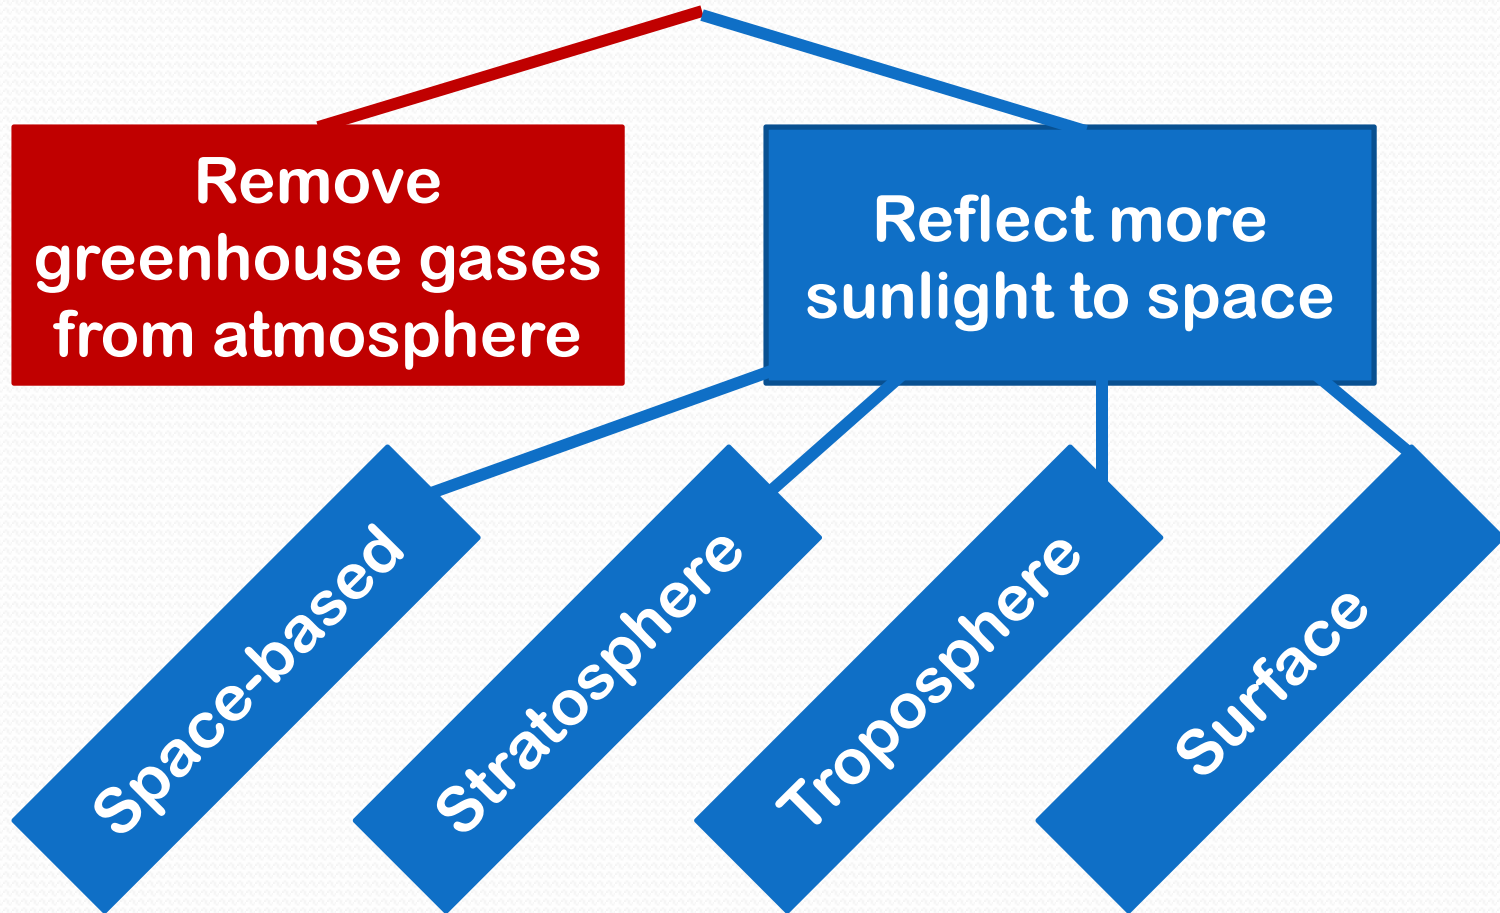 Remove
greenhouse gases
from atmosphere
Reflect more
sunlight to space
Space-based
Stratosphere
Troposphere
Surface